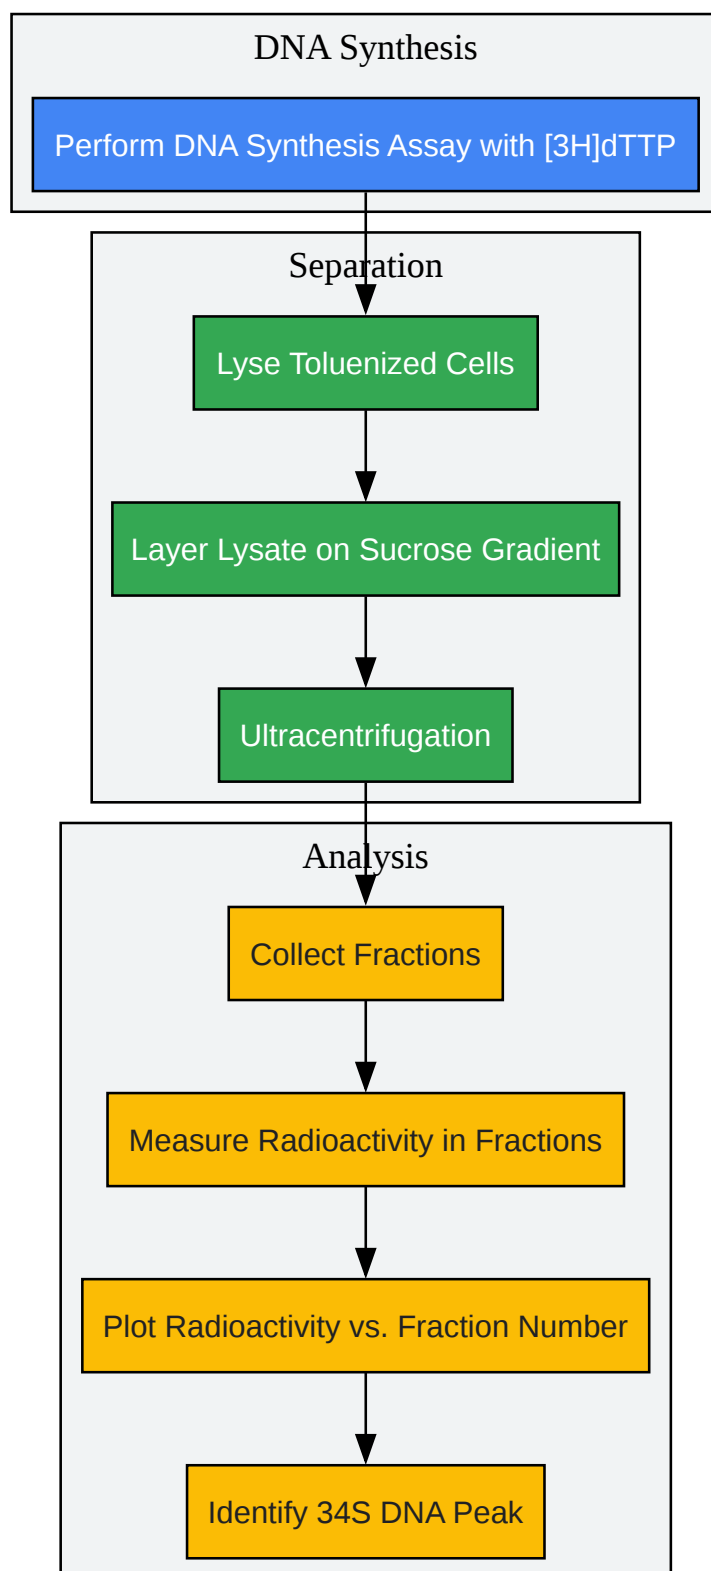 DNA Synthesis
Perform DNA Synthesis Assay with [3H]dTTP
Separation
Lyse Toluenized Cells
Layer Lysate on Sucrose Gradient
Ultracentrifugation
Analysis
Collect Fractions
Measure Radioactivity in Fractions
Plot Radioactivity vs. Fraction Number
Identify 34S DNA Peak